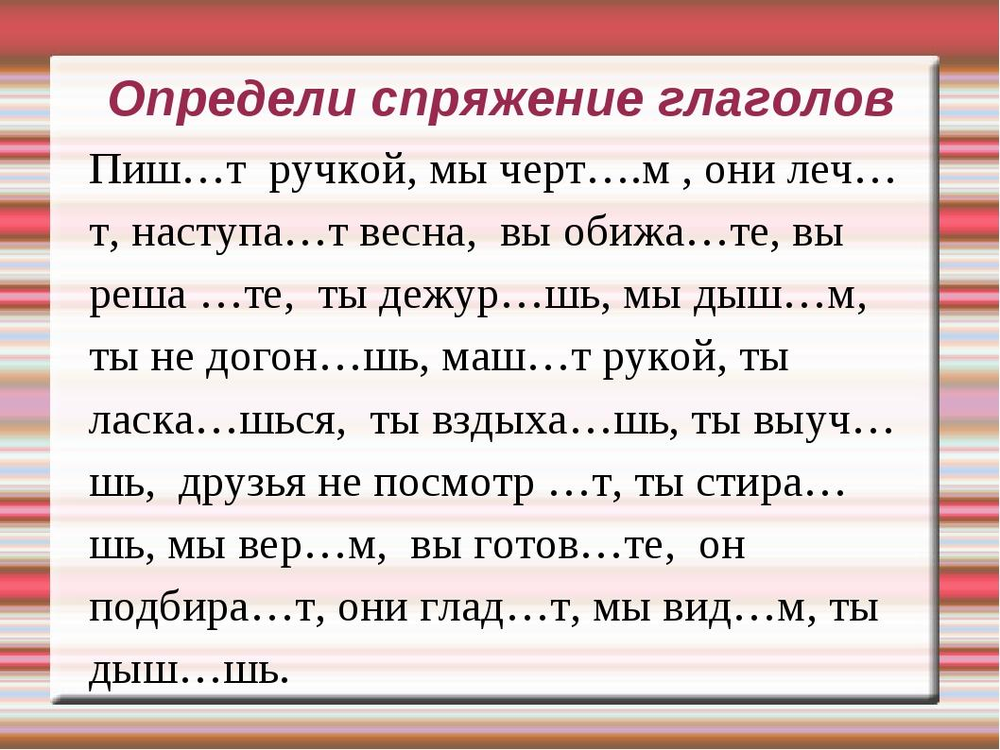 Определи спряжение глаголов
Пиш…т  ручкой, мы черт….м , они леч…
т, наступа…т весна,  вы обижа…те, вы
реша …те,  ты дежур…шь, мы дыш…м,
ты не догон…шь, маш…т рукой, ты
ласка…шься,  ты вздыха…шь, ты выуч…
шь,  друзья не посмотр …т, ты стира…
шь, мы вер…м,  вы готов…те,  он
подбира…т, они глад…т, мы вид…м, ты
дыш…шь.